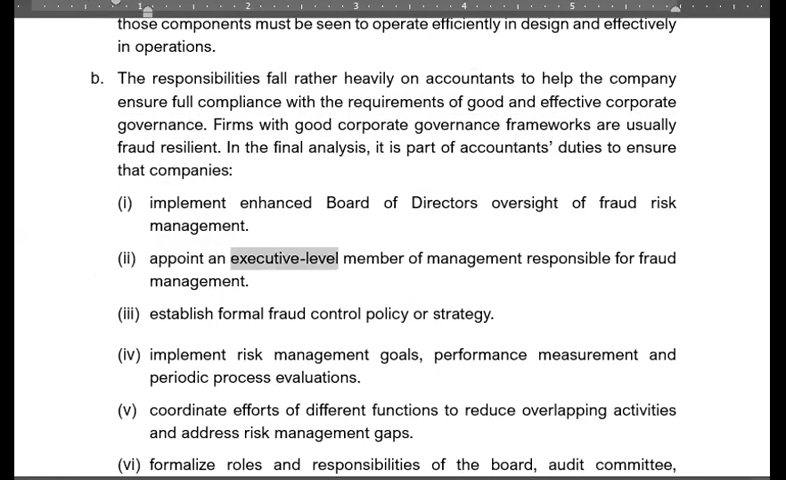 1 2 3 4 5
those components must be seen to operate efficiently in design and effectively
in operations.
b. The responsibilities fall rather heavily on accountants to help the company
ensure full compliance with the requirements of good and effective corporate
governance. Firms with good corporate governance frameworks are usually
fraud resilient. In the final analysis, it is part of accountants’ duties to ensure
that companies:
(i) implement enhanced Board of Directors oversight of fraud risk
management.
(ii) appoint an executive-level member of management responsible for fraud
management.
(iii) establish formal fraud control policy or strategy.
(iv) implement risk management goals, performance measurement and
periodic process evaluations.
(v) coordinate efforts of different functions to reduce overlapping activities
and address risk management gaps.
(vi) formalize roles and responsibilities of the board, audit committee,